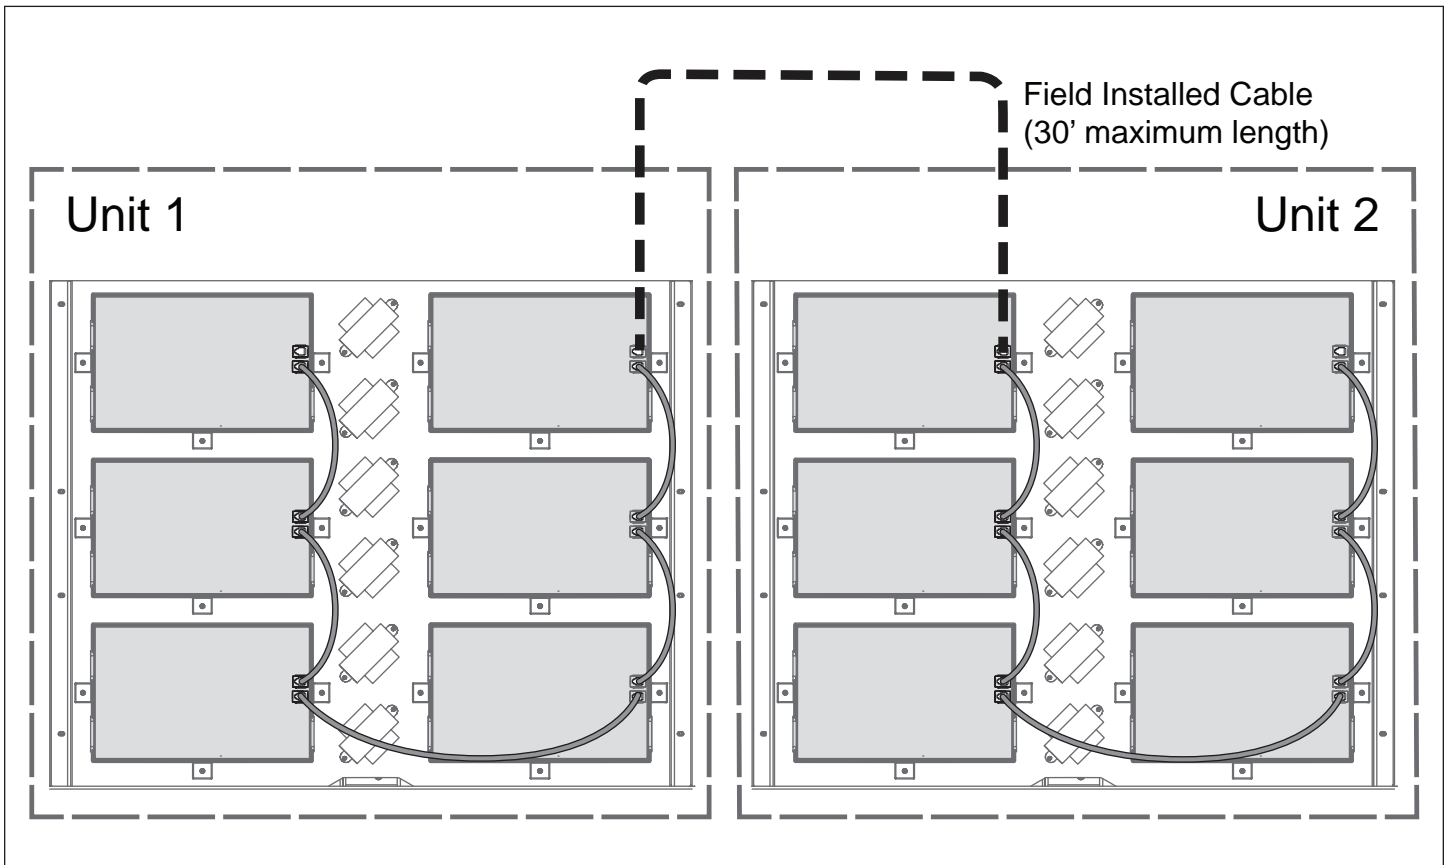 Field Installed Cable
(30’ maximum length)
Unit 1
Unit 2